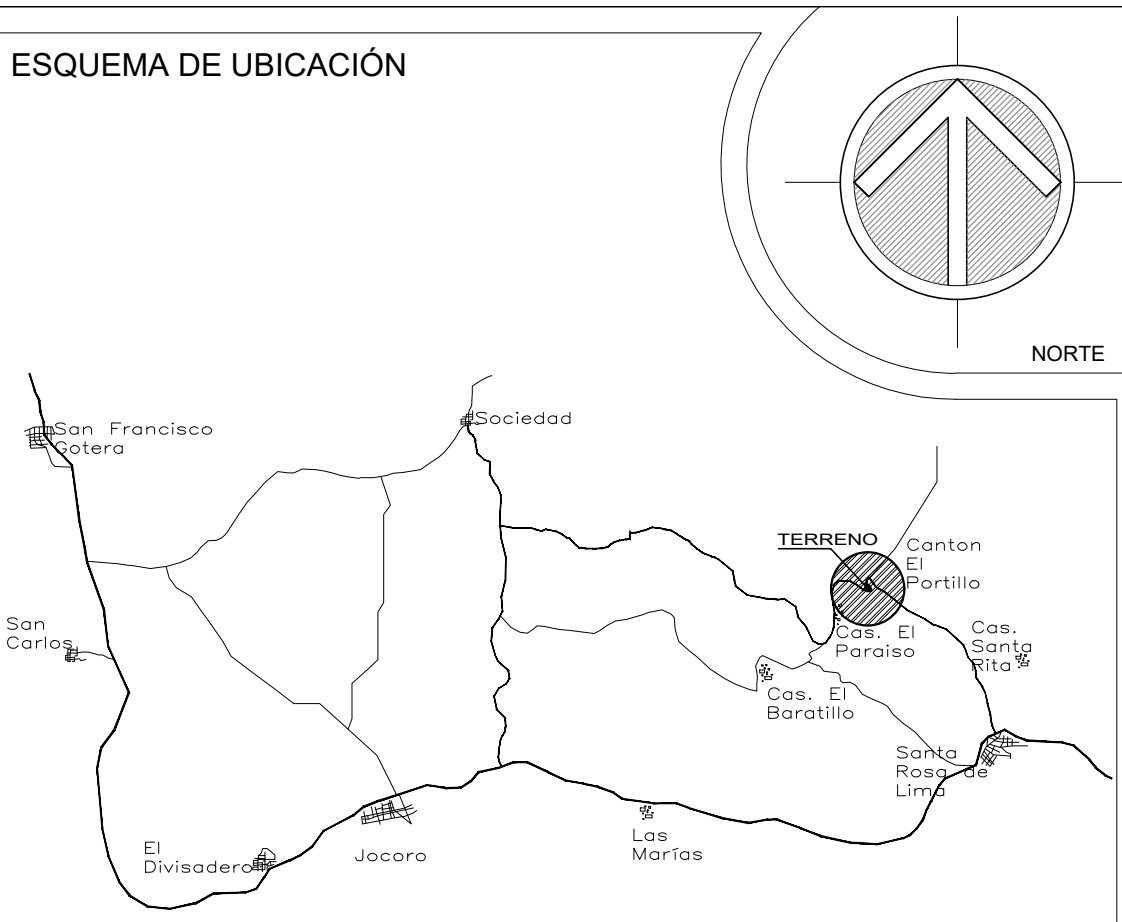 ESQUEMA DE UBICACIÓN
NORTE
San Francisco
Gotera
Sociedad
TERRENO
Canton
El
Portillo
San
Carlos
Cas. El
Paraiso
Cas.
Santa
Rita
Cas. El
Baratillo
Santa
Rosa de
Lima
El
Divisadero
Jocoro
Las
Marías